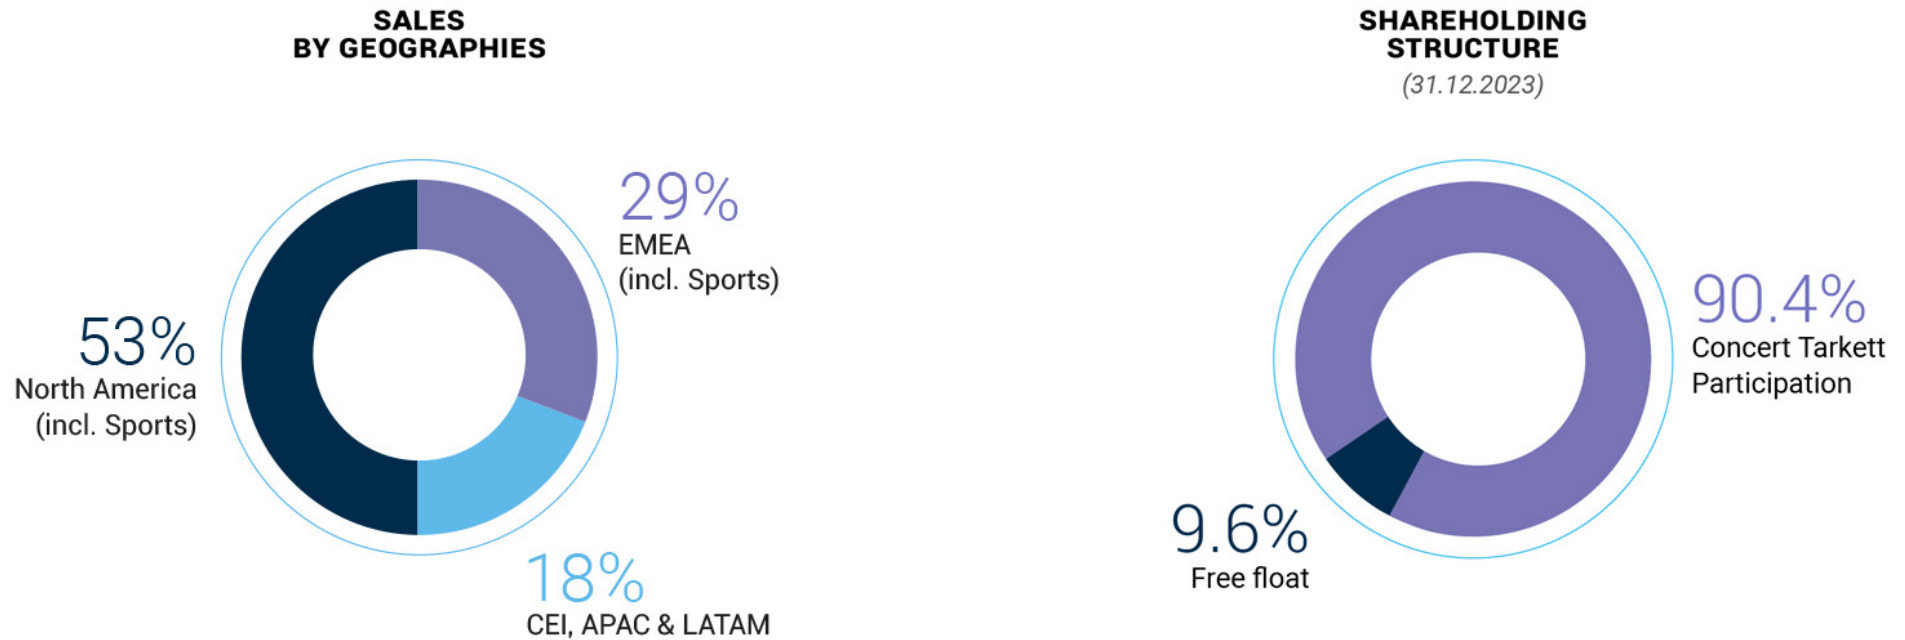 SALES
BY GEOGRAPHIES
29%
EMEA
(incl. Sports)
53%
North America
(incl. Sports)
18%
CEI, APAC & LATAM
SHAREHOLDING
STRUCTURE
(31.12.2023)
90.4%
Concert Tarkett
Participation
9.6%
Free float